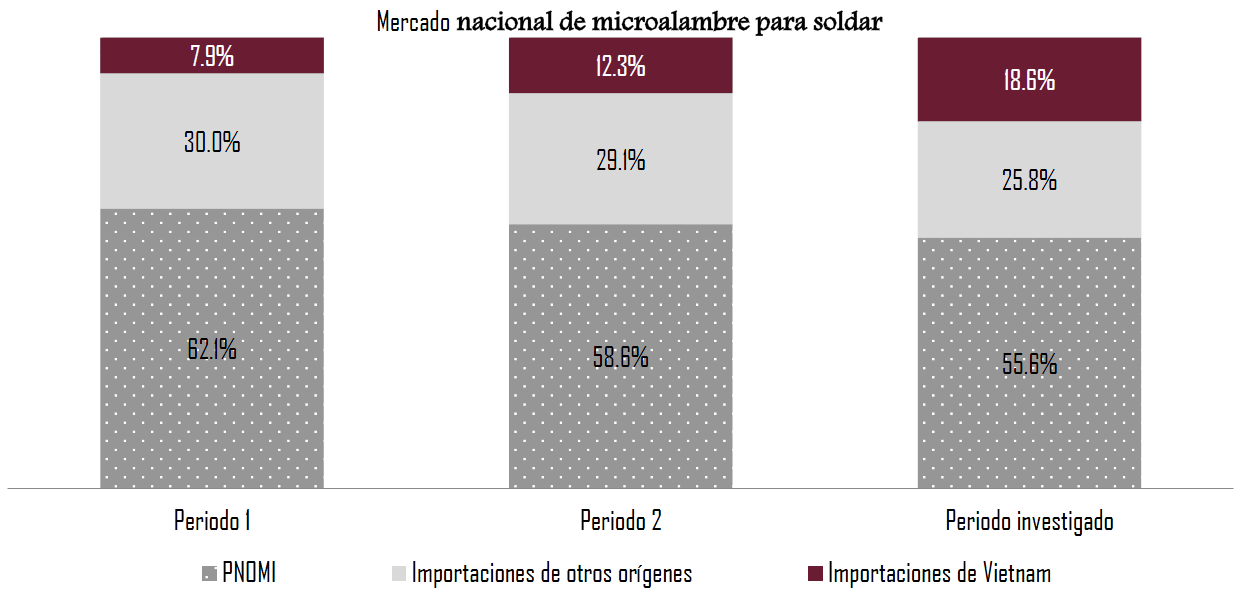 Mercado nacional de microalambre para soldar
7.9% 12.3% 18.6%
30.0% 29.1% 25.8%
62.1% 58.6% 55.6%
Periodo 1 Periodo 2 Periodo investigado
PNOMI Importaciones de otros orígenes Importaciones de Vietnam